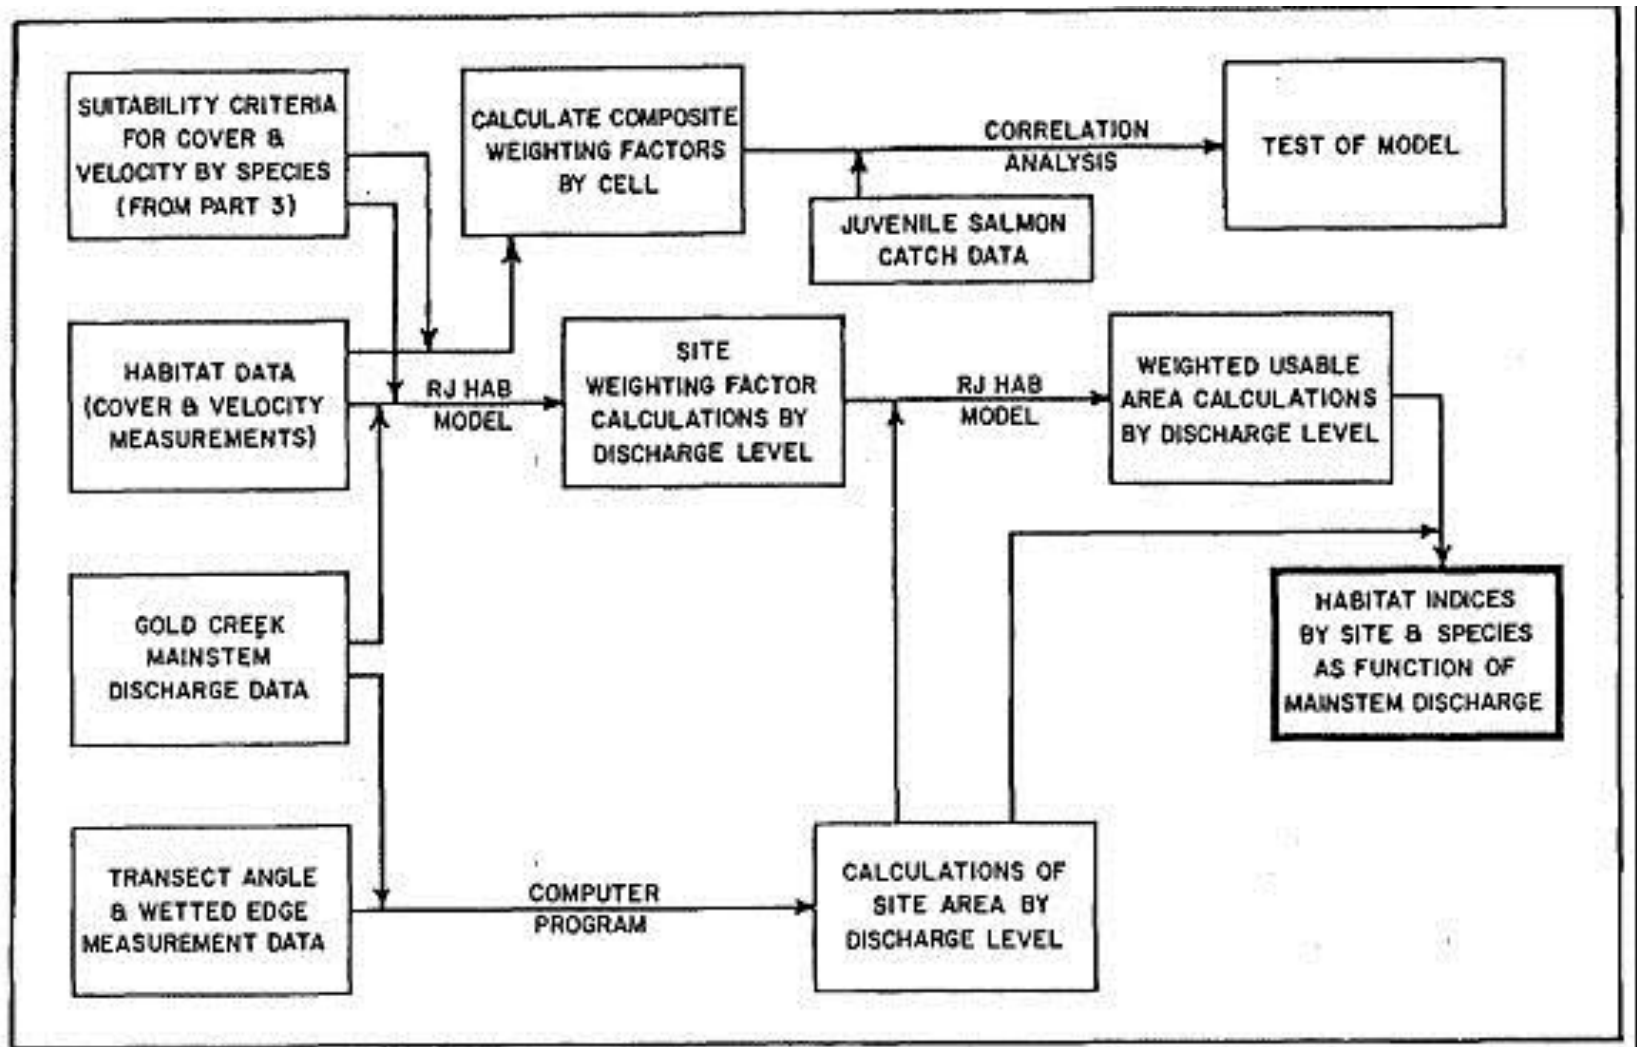 SUITABILITY CRITERIA
FOR COVER &
VELOCITY BY SPECIES
(FROM PART 3)
CALCULATE COMPOSITE
WEIGHTING FACTORS
BY CELL
CORRELATION
ANALYSIS
TEST OF MODEL
JUVENILE SALMON
CATCH DATA
HABITAT DATA
(COVER & VELOCITY
MEASUREMENTS)
RJ HAB
MODEL
SITE
WEIGHTING FACTOR
CALCULATIONS BY
DISCHARGE LEVEL
RJ HAB
MODEL
WEIGHTED USABLE
AREA CALCULATIONS
BY DISCHARGE LEVEL
GOLD CREEK
MAINSTEM
DISCHARGE DATA
HABITAT INDICES
BY SITE & SPECIES
AS FUNCTION OF
MAINSTEM DISCHARGE
TRANSECT ANGLE
& WETTED EDGE
MEASUREMENT DATA
COMPUTER
PROGRAM
CALCULATIONS OF
SITE AREA BY
DISCHARGE LEVEL